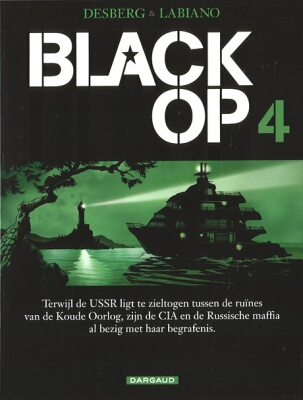 DESBERG & LABIANO
BLACK
OP 4
Terwijl de USSR ligt te zieltogen tussen de ruïnes
van de Koude Oorlog, zijn de CIA en de Russische maffia
al bezig met haar begrafenis.
DARGAUD